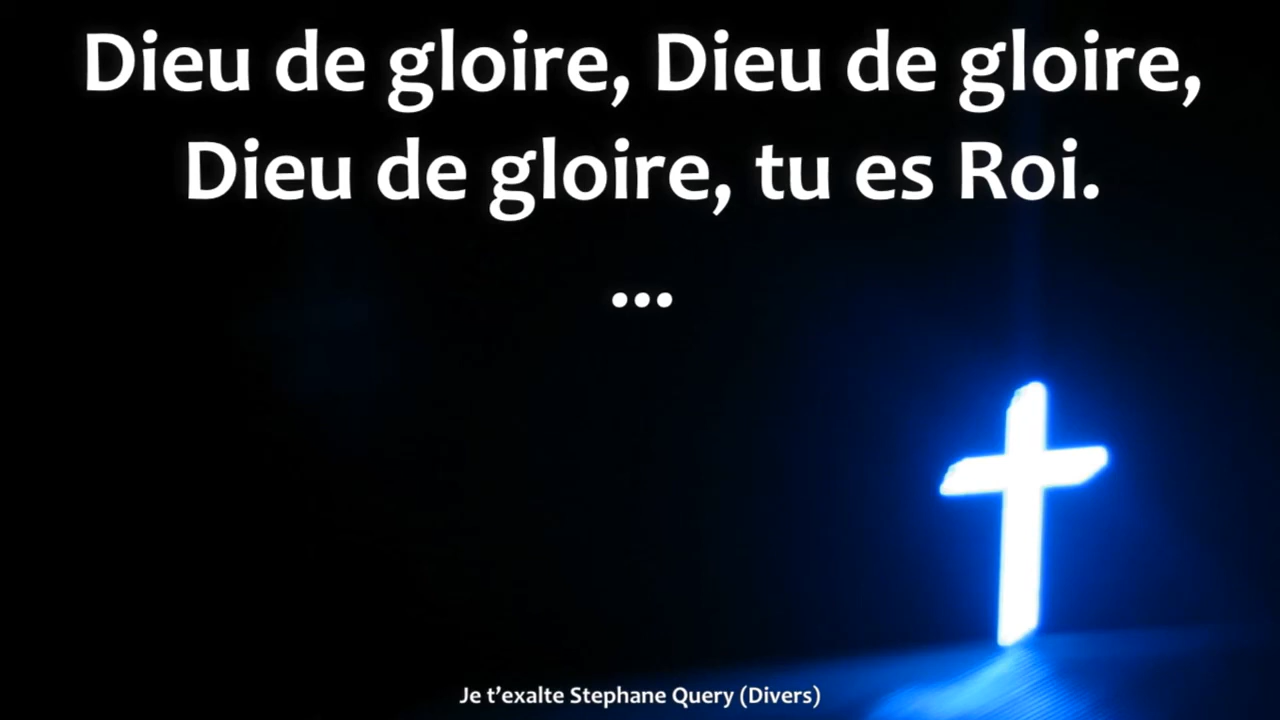 Dieu de gloire, Dieu de gloire,
Dieu de gloire, tu es Roi.
...
Je t’exalte Stephane Query (Divers)